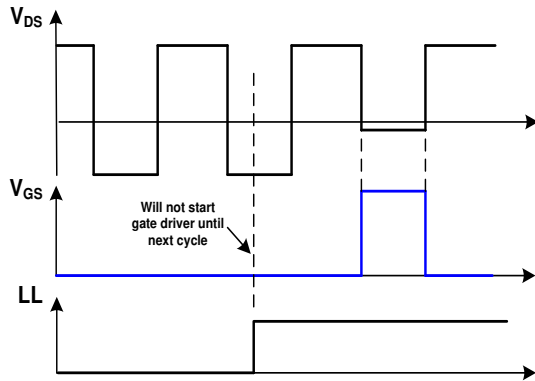 VDS
VGS
Will not start
gate driver until
next cycle
LL